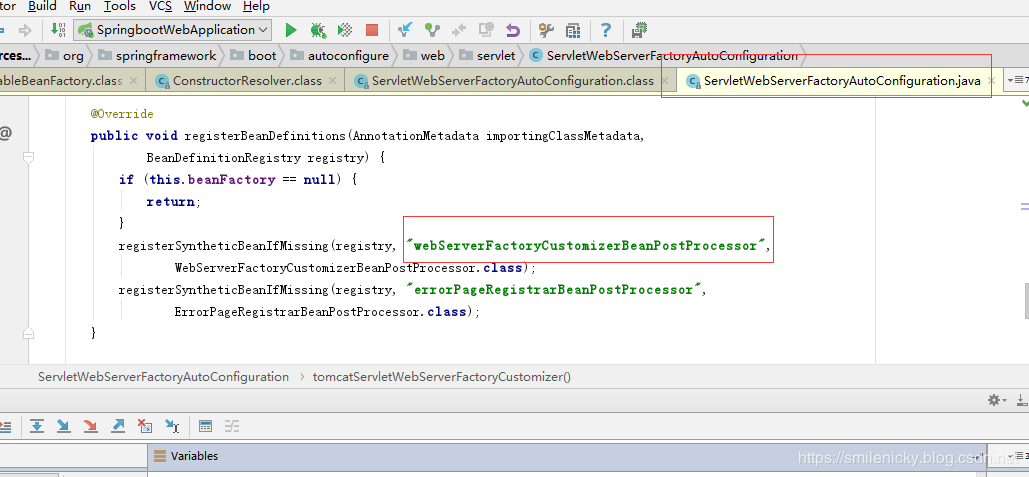 tor Build Run Tools VCS Window Help
SpringbootWebApplication
rces... org springframework boot autoconfigure web servlet ServletWebServerFactoryAutoConfiguration
ableBeanFactory.class ConstructorResolver.class ServletWebServerFactoryAutoConfiguration.class ServletWebServerFactoryAutoConfiguration.java
@Override
public void registerBeanDefinitions(AnnotationMetadata importingClassMetadata,
BeanDefinitionRegistry registry) {
if (this.beanFactory == null) {
return;
}
registerSyntheticBeanIfMissing(registry, "webServerFactoryCustomizerBeanPostProcessor",
WebServerFactoryCustomizerBeanPostProcessor.class);
registerSyntheticBeanIfMissing(registry, "errorPageRegistrarBeanPostProcessor",
ErrorPageRegistrarBeanPostProcessor.class);
}
ServletWebServerFactoryAutoConfiguration › tomcatServletWebServerFactoryCustomizer()
Variables
https://smilenicky.blog.csdn.net